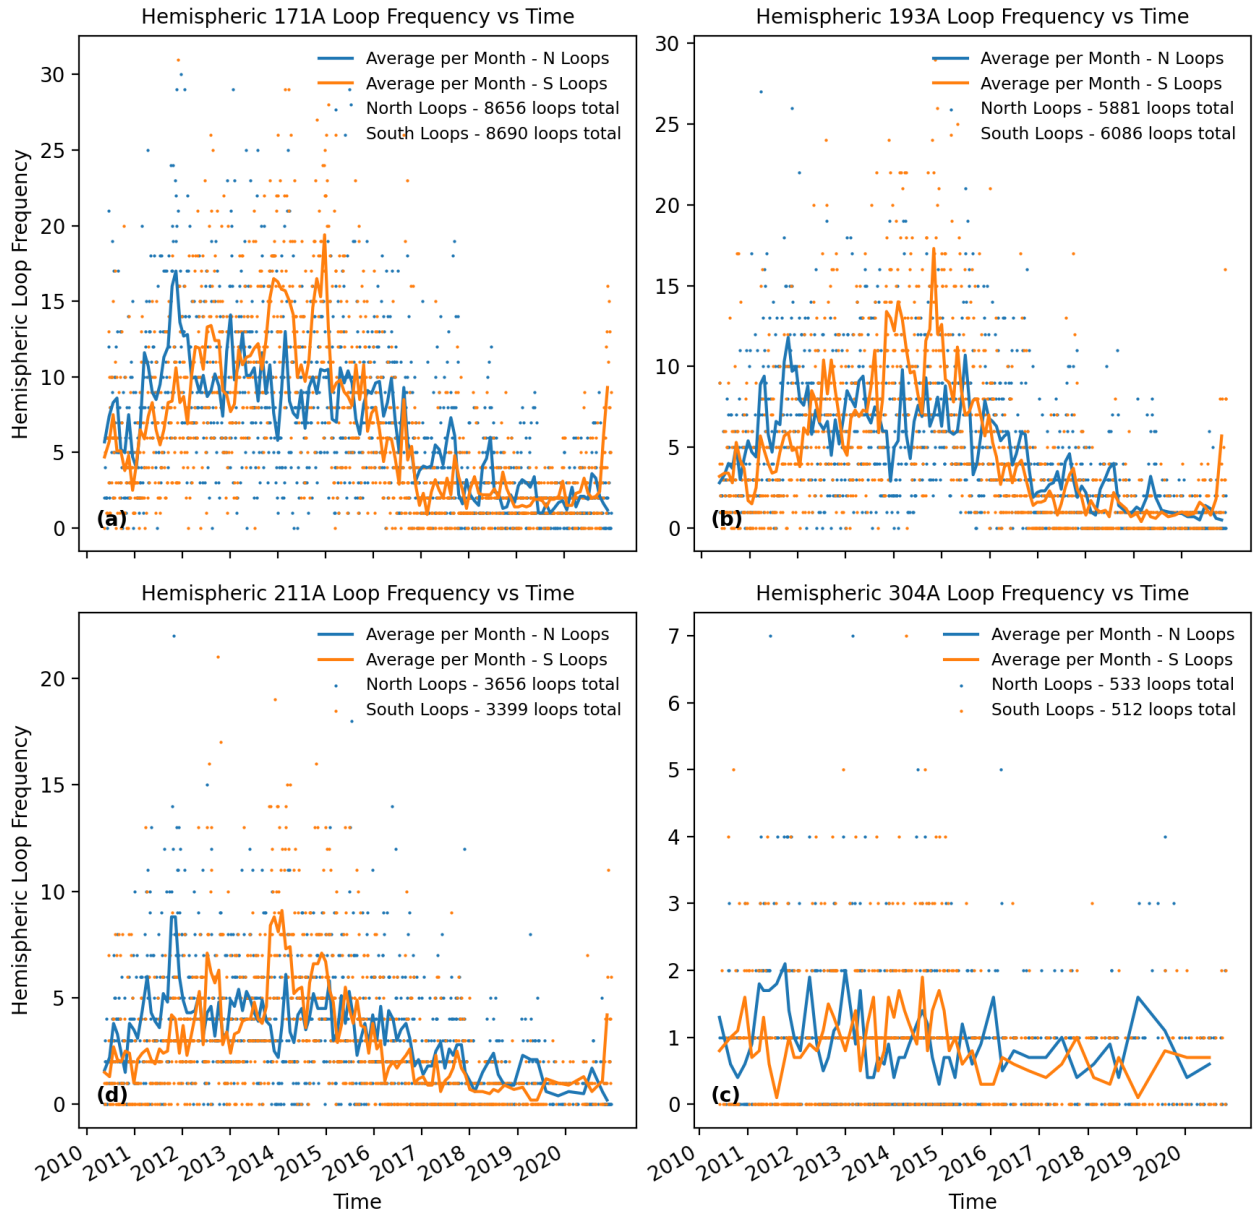 Hemispheric 171A Loop Frequency vs Time
Hemispheric Loop Frequency
30
25
20
15
10
5
0
Average per Month - N Loops
Average per Month - S Loops
North Loops - 8656 loops total
South Loops - 8690 loops total
(a)
Hemispheric 193A Loop Frequency vs Time
30
25
20
15
10
5
0
Average per Month - N Loops
Average per Month - S Loops
North Loops - 5881 loops total
South Loops - 6086 loops total
(b)
Hemispheric 211A Loop Frequency vs Time
Hemispheric Loop Frequency
20
15
10
5
0
Average per Month - N Loops
Average per Month - S Loops
North Loops - 3656 loops total
South Loops - 3399 loops total
(d)
2010 2011 2012 2013 2014 2015 2016 2017 2018 2019 2020
Time
Hemispheric 304A Loop Frequency vs Time
7
6
5
4
3
2
1
0
Average per Month - N Loops
Average per Month - S Loops
North Loops - 533 loops total
South Loops - 512 loops total
(c)
2010 2011 2012 2013 2014 2015 2016 2017 2018 2019 2020
Time